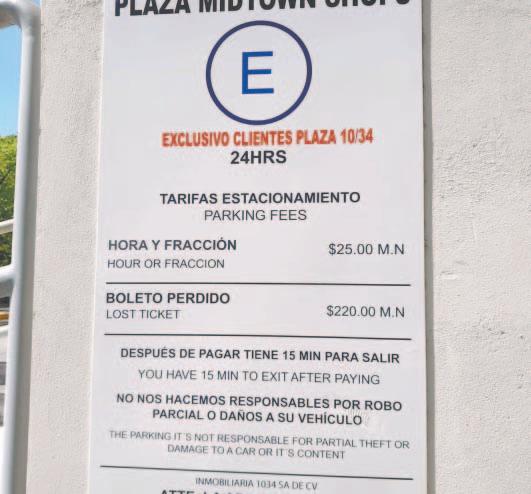 PLAZA MIDTOWN SHOPS
E
EXCLUSIVO CLIENTES PLAZA 10/34
24HRS
TARIFAS ESTACIONAMIENTO
PARKING FEES
HORA Y FRACCIÓN $25.00 M.N
HOUR OR FRACCION
BOLETO PERDIDO $220.00 M.N
LOST TICKET
DESPUÉS DE PAGAR TIENE 15 MIN PARA SALIR
YOU HAVE 15 MIN TO EXIT AFTER PAYING
NO NOS HACEMOS RESPONSABLES POR ROBO
PARCIAL O DAÑOS A SU VEHÍCULO
THE PARKING IT´S NOT RESPONSABLE FOR PARTIAL THEFT OR
DAMAGE TO A CAR OR IT´S CONTENT
INMOBILIARIA 1034 SA DE CV